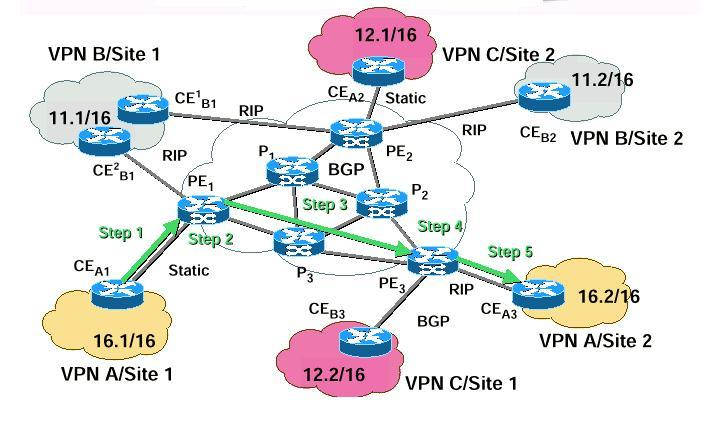 12.1/16
VPN C/Site 2
VPN B/Site 1
11.2/16
CEA2
Static
CE¹B1
11.1/16
RIP
RIP
CEB2
VPN B/Site 2
P1
BGP
PE2
RIP
CE²B1
PE1
P2
Step 3
Step 1
Step 2
Step 4
Step 5
CEA1
Static
P3
PE3
RIP
CEA3
16.2/16
CEB3
BGP
16.1/16
VPN A/Site 2
VPN A/Site 1
12.2/16
VPN C/Site 1